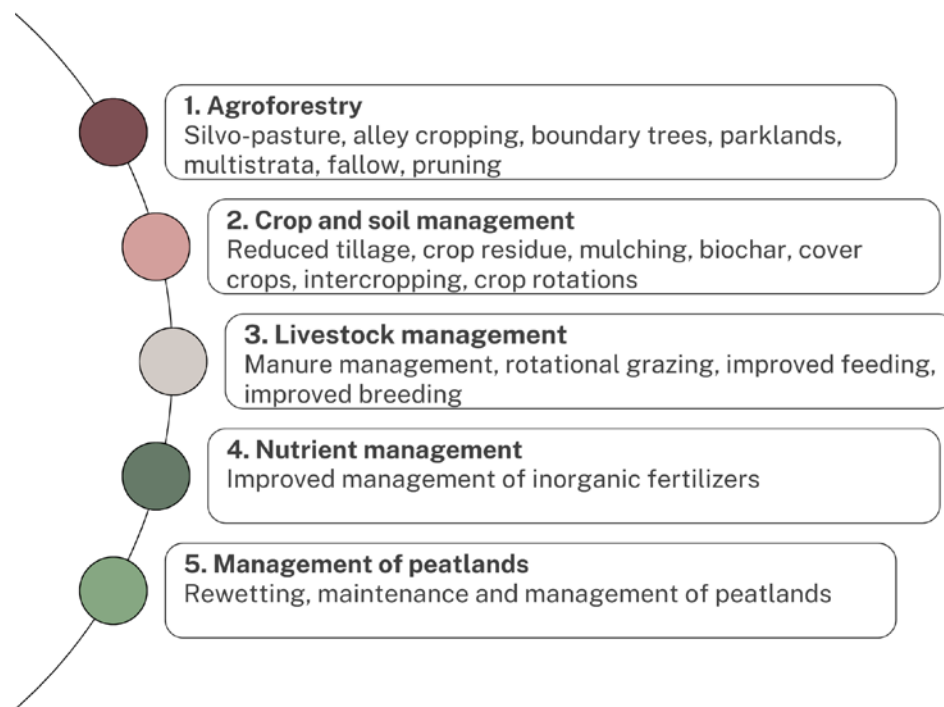 1. Agroforestry
Silvo-pasture, alley cropping, boundary trees, parklands,
multistrata, fallow, pruning
2. Crop and soil management
Reduced tillage, crop residue, mulching, biochar, cover
crops, intercropping, crop rotations
3. Livestock management
Manure management, rotational grazing, improved feeding,
improved breeding
4. Nutrient management
Improved management of inorganic fertilizers
5. Management of peatlands
Rewetting, maintenance and management of peatlands